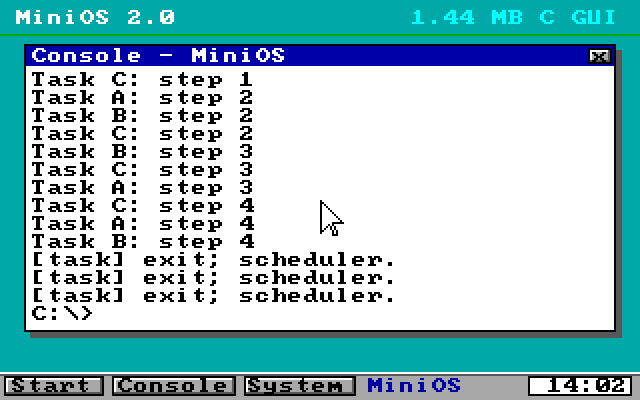 MiniOS 2.0
1.44 MB C GUI
Console - MiniOS
Task C: step 1
Task A: step 2
Task B: step 2
Task C: step 2
Task B: step 3
Task C: step 3
Task A: step 3
Task C: step 4
Task A: step 4
Task B: step 4
[task] exit; scheduler.
[task] exit; scheduler.
[task] exit; scheduler.
C:\>
Start Console System MiniOS 14:02